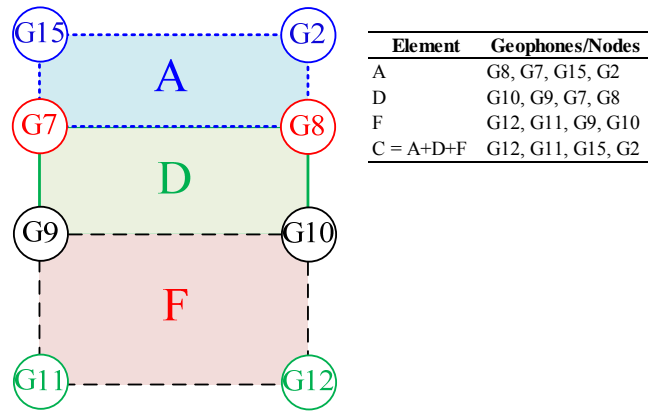 G15 G2
A
G7 G8
D
G9 G10
F
G11 G12
Element Geophones/Nodes
A G8, G7, G15, G2
D G10, G9, G7, G8
F G12, G11, G9, G10
C = A+D+F G12, G11, G15, G2